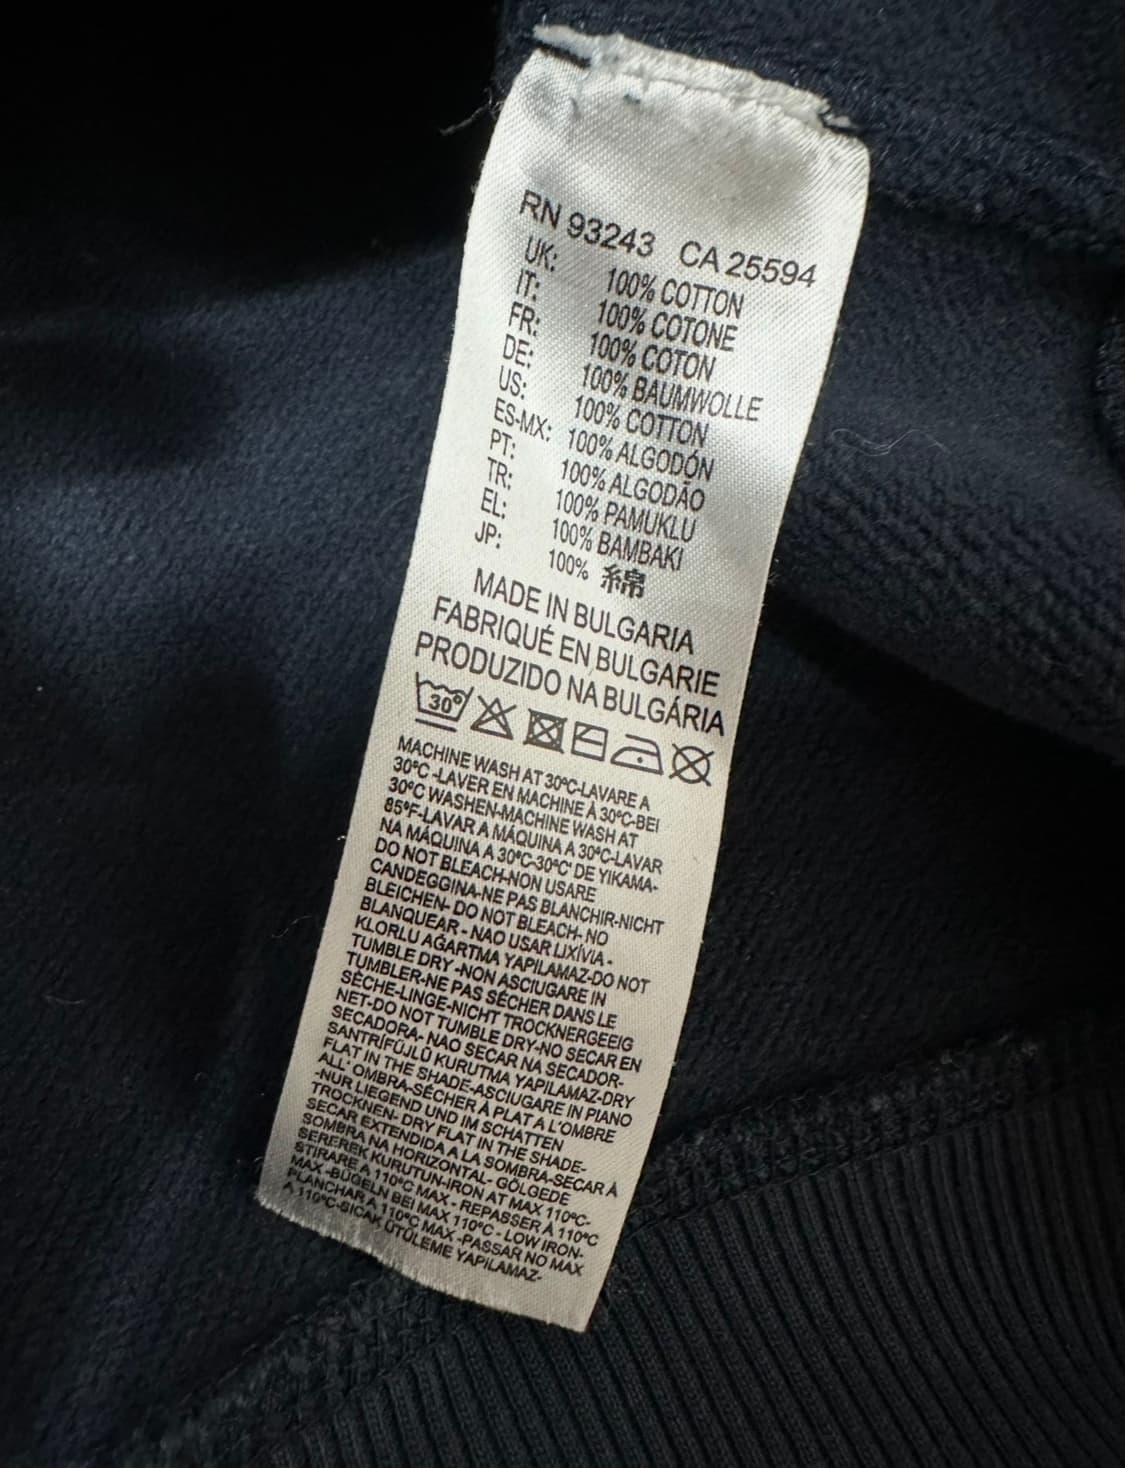 RN 93243 CA 25594
UK: 100% COTTON
IT: 100% COTONE
FR: 100% COTON
DE: 100% BAUMWOLLE
US: 100% COTTON
ES-MX: 100% ALGODÓN
PT: 100% ALGODÃO
TR: 100% PAMUKLU
EL: 100% BAMBAKI
JP: 100% 綿
MADE IN BULGARIA
FABRIQUÉ EN BULGARIE
PRODUZIDO NA BULGÁRIA
30°
MACHINE WASH AT 30°C-LAVARE A
30°C -LAVER EN MACHINE À 30°C-BEI
30°C WASHEN-MACHINE WASH AT
85°F-LAVAR A MÁQUINA A 30°C-LAVAR
NA MÁQUINA A 30°C-30°C' DE YIKAMA-
DO NOT BLEACH-NON USARE
CANDEGGINA-NE PAS BLANCHIR-NICHT
BLEICHEN- DO NOT BLEACH- NO
BLANQUEAR - NAO USAR LIXÍVIA -
KLORLU AĞARTMA YAPILAMAZ-DO NOT
TUMBLE DRY -NON ASCIUGARE IN
TUMBLER-NE PAS SÉCHER DANS LE
SÈCHE-LINGE-NICHT TROCKNERGEEIG
NET-DO NOT TUMBLE DRY-NO SECAR EN
SECADORA- NAO SECAR NA SECADOR-
SANTRİFÜJLÜ KURUTMA YAPILAMAZ-DRY
FLAT IN THE SHADE-ASCIUGARE IN PIANO
ALL' OMBRA-SÉCHER À PLAT A L'OMBRE
-NUR LIEGEND UND IM SCHATTEN
TROCKNEN- DRY FLAT IN THE SHADE-
SECAR EXTENDIDA A LA SOMBRA-SECAR À
SOMBRA NA HORIZONTAL- GÖLGEDE
SEREREK KURUTUN-IRON AT MAX 110°C-
STIRARE A 110°C MAX - REPASSER À 110°C
MAX -BÜGELN BEI MAX 110°C - LOW IRON-
PLANCHAR A 110°C MAX -PASSAR NO MAX
A 110°C-SICAK ÜTÜLEME YAPILAMAZ-